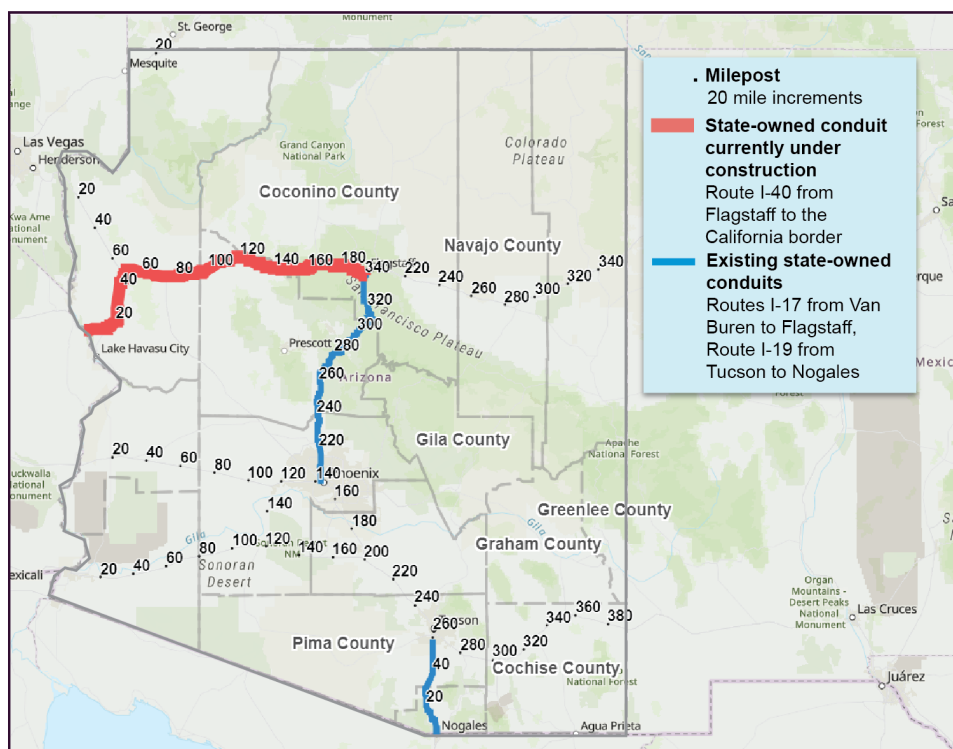 Monument
St. George
20
Mesquite
Las Vegas
Henderson
20
40
60
Grand Canyon
National Park
Colorado
Plateau
Coconino County
Navajo County
120
100
140
160
180
80
60
40
20
340
220
240
260
280
300
320
340
320
300
280
260
240
220
San Francisco Plateau
Lake Havasu City
Prescott
Arizona
Gila County
Apache
National Forest
20
40
60
80
100
120
140
160
180
140
Gila
20
40
60
80
100
120
140
160
200
220
240
260
280
300
320
340
360
380
Sonoran
Desert
NM
Greenlee County
Gila
Graham County
Pima County
Cochise County
National Forest
40
20
Nogales
Agua Prieta
Organ
Mountains -
Desert Peaks
National
Monument
Las Cruces
Juárez
. Milepost
20 mile increments
State-owned conduit
currently under
construction
Route I-40 from
Flagstaff to the
California border
Existing state-owned
conduits
Routes I-17 from Van
Buren to Flagstaff,
Route I-19 from
Tucson to Nogales